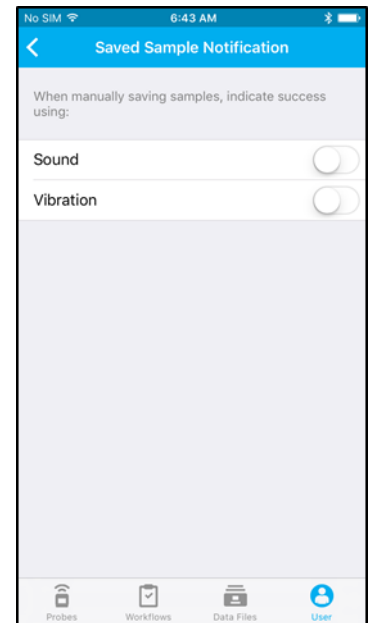 No SIM 6:43 AM
Saved Sample Notification
When manually saving samples, indicate success
using:
Sound
Vibration
Probes Workflows Data Files User